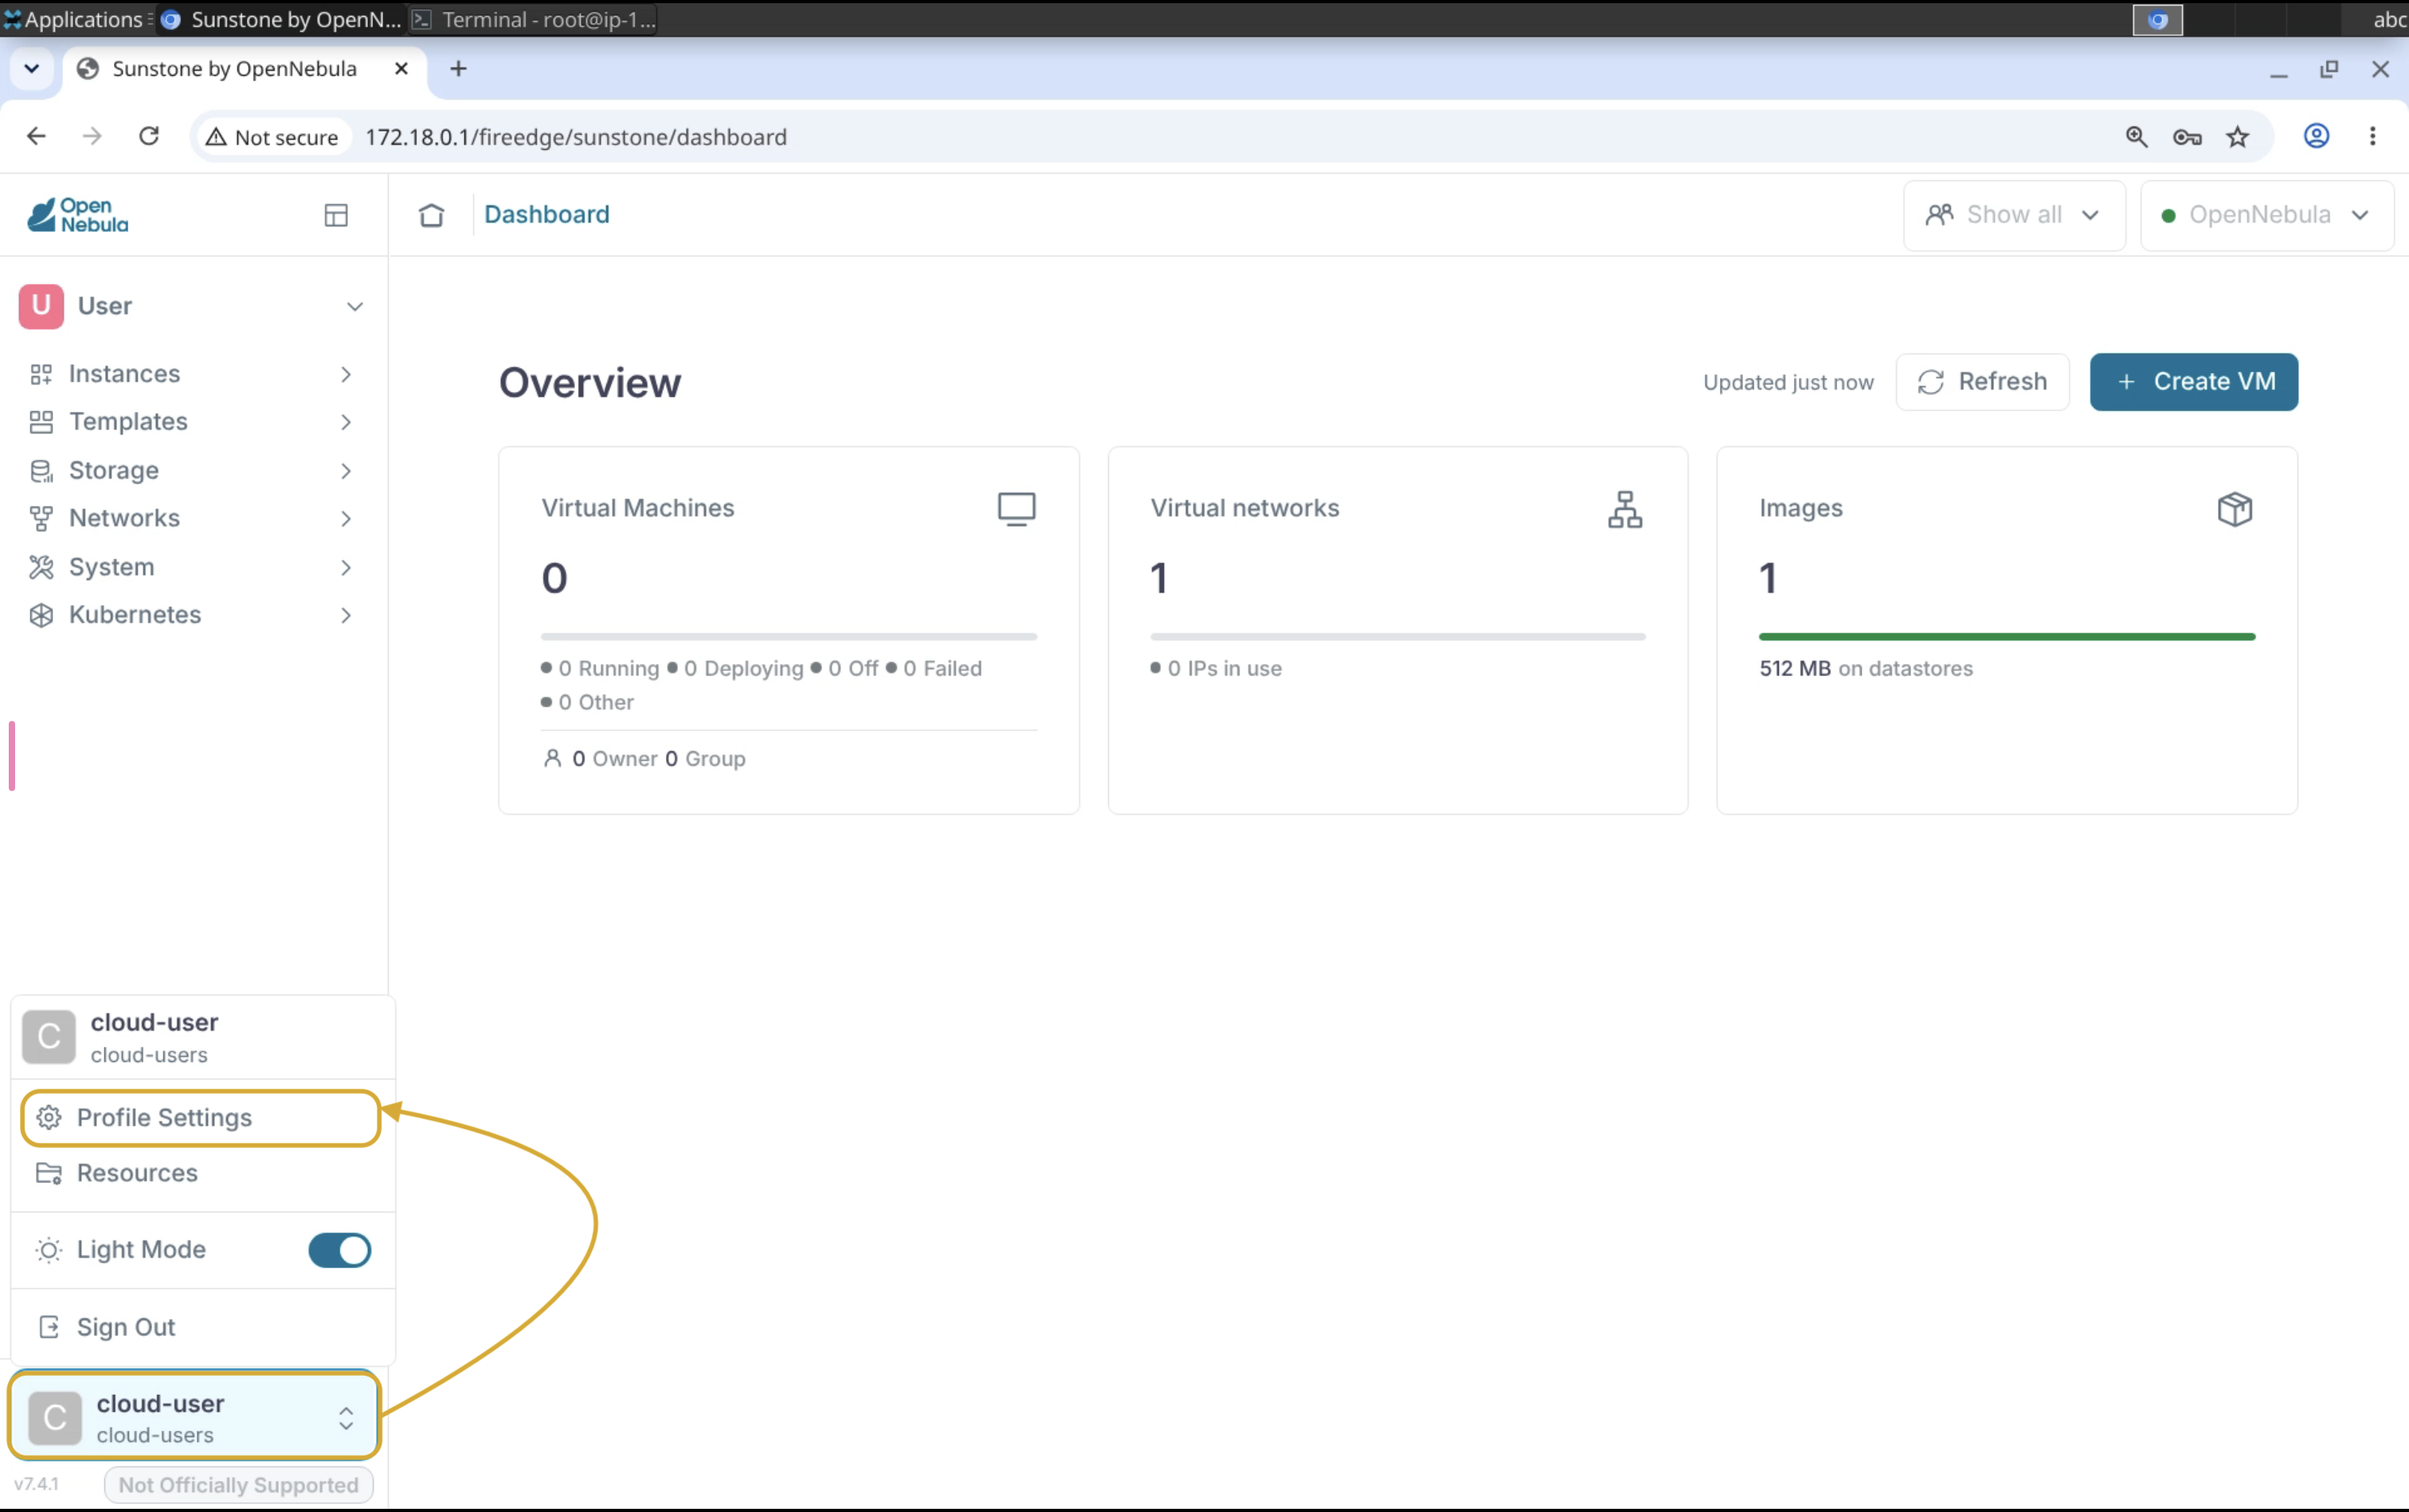 Applications
Sunstone by OpenN...
Terminal - root@ip-1...
abc
Sunstone by OpenNebula
Not secure
172.18.0.1/fireedge/sunstone/dashboard
Open
Nebula
Dashboard
Show all
OpenNebula
U
User
Instances
Templates
Storage
Networks
System
Kubernetes
Overview
Updated just now
Refresh
+ Create VM
Virtual Machines
0
0 Running 0 Deploying 0 Off 0 Failed
0 Other
0 Owner 0 Group
Virtual networks
1
0 IPs in use
Images
1
512 MB on datastores
C
cloud-user
cloud-users
Profile Settings
Resources
Light Mode
Sign Out
C
cloud-user
cloud-users
v7.4.1
Not Officially Supported